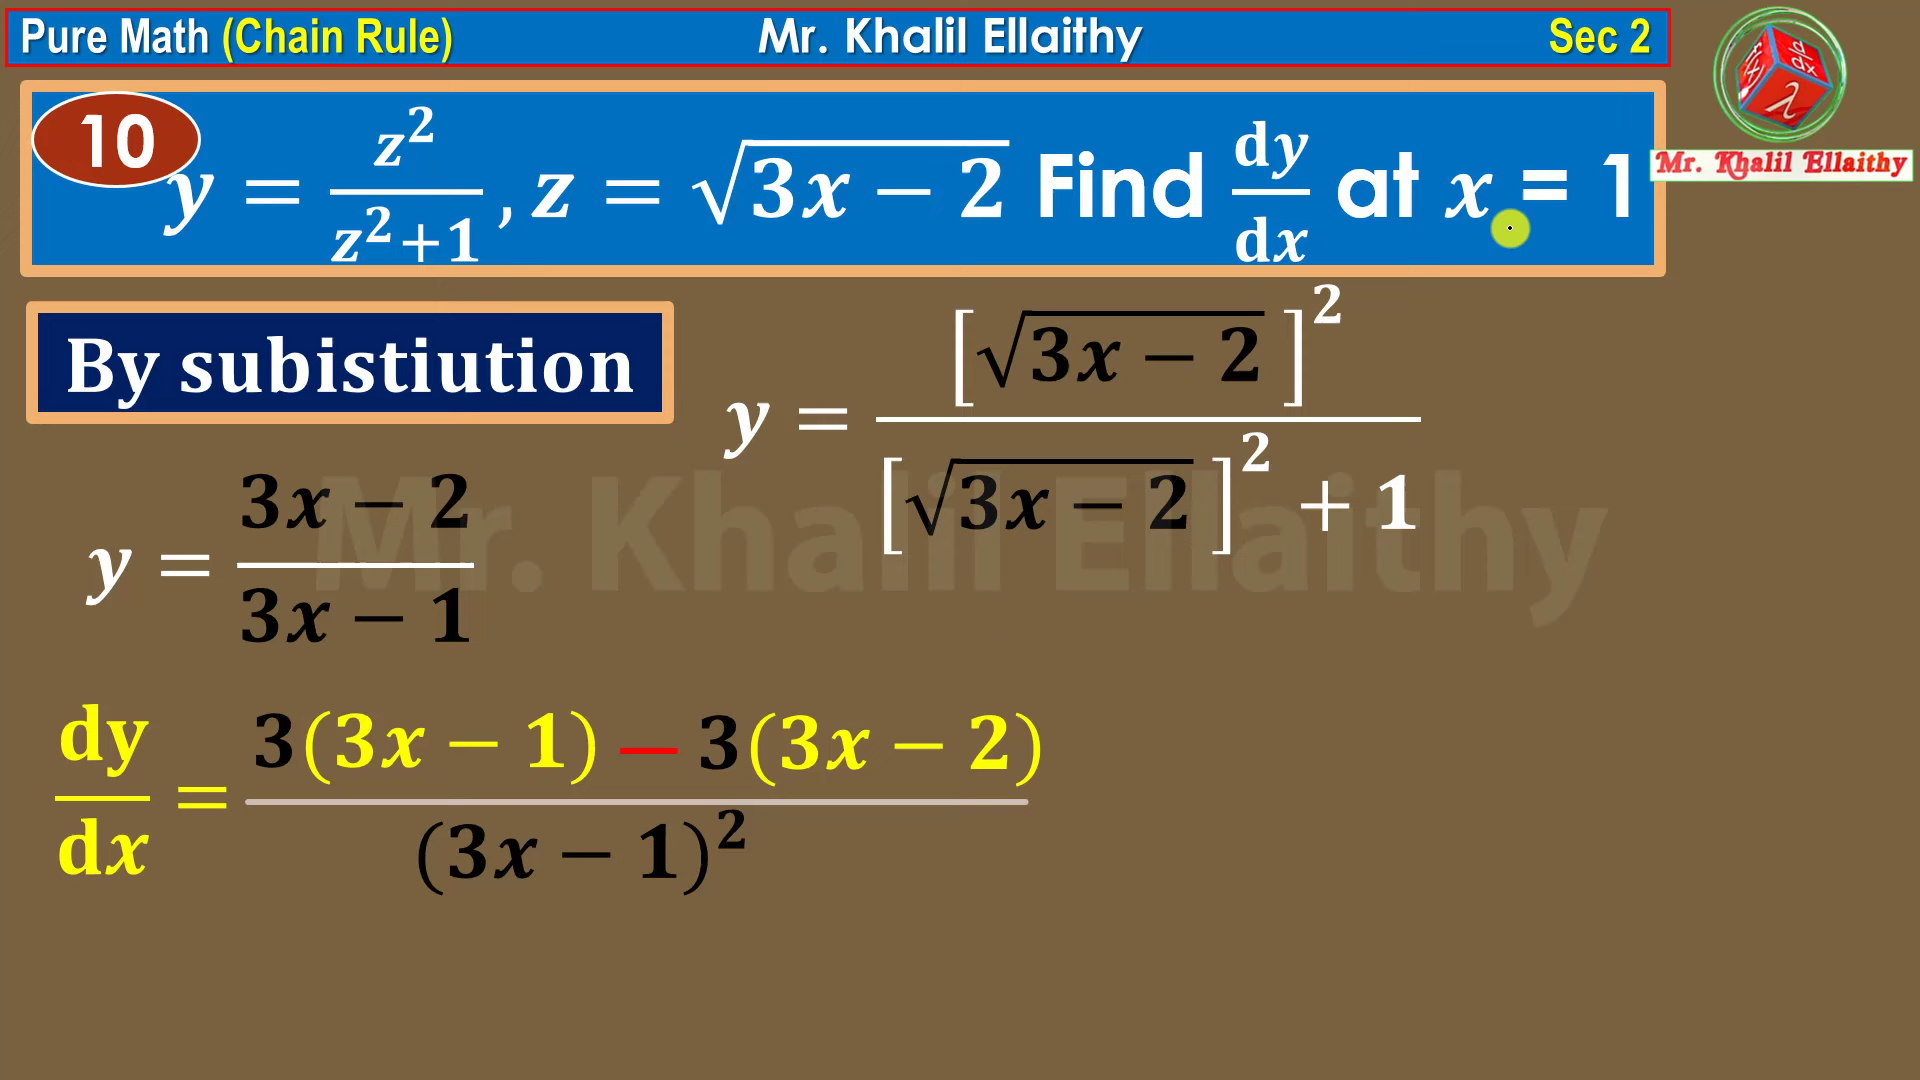 Pure Math (Chain Rule) Mr. Khalil Ellaithy Sec 2
Mr. Khalil Ellaithy
10
y = z²/(z²+1) , z = √(3x − 2) Find dy/dx at x = 1
By subistiution
y = [√(3x − 2)]² / ([√(3x − 2)]² + 1)
y = (3x − 2)/(3x − 1)
dy/dx = (3(3x − 1) − 3(3x − 2))/(3x − 1)²
Mr. Khalil Ellaithy